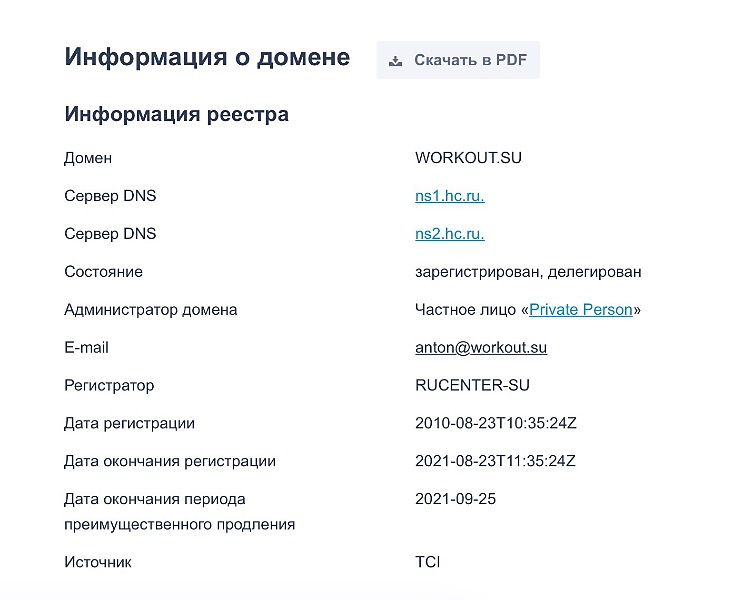 Информация о домене
Скачать в PDF
Информация реестра
Домен WORKOUT.SU
Сервер DNS ns1.hc.ru.
Сервер DNS ns2.hc.ru.
Состояние зарегистрирован, делегирован
Администратор домена Частное лицо «Private Person»
E-mail anton@workout.su
Регистратор RUCENTER-SU
Дата регистрации 2010-08-23T10:35:24Z
Дата окончания регистрации 2021-08-23T11:35:24Z
Дата окончания периода 2021-09-25
преимущественного продления
Источник TCI